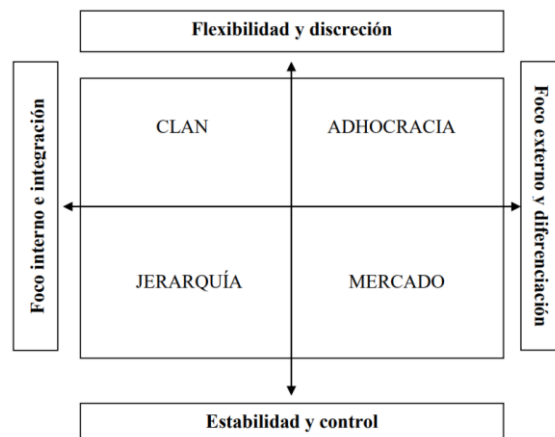 Flexibilidad y discreción
Foco interno e integración
CLAN
ADHOCRACIA
JERARQUÍA
MERCADO
Foco externo y diferenciación
Estabilidad y control